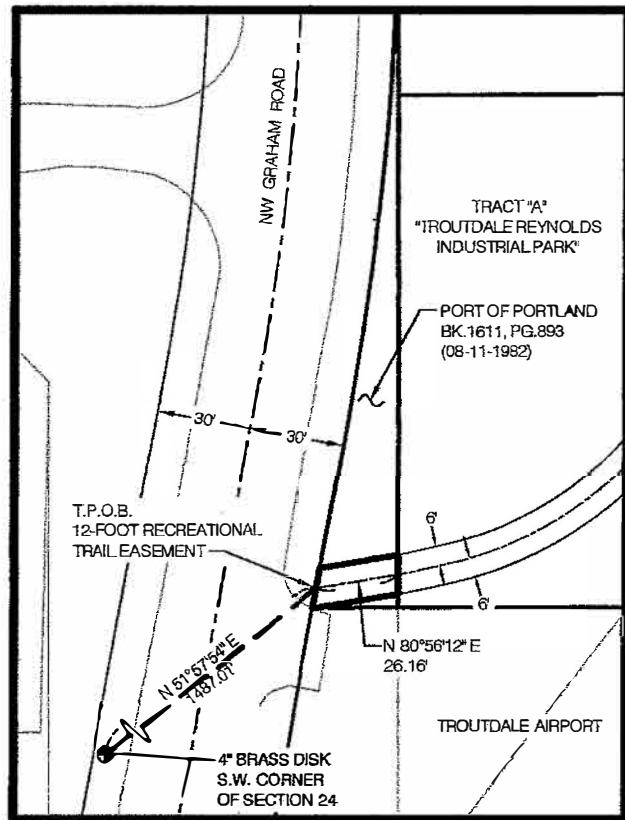 NW GRAHAM ROAD
TRACT "A"
"TROUTDALE REYNOLDS
INDUSTRIAL PARK"
PORT OF PORTLAND
BK.1611, PG.893
(08-11-1982)
30'
30'
T.P.O.B.
12-FOOT RECREATIONAL
TRAIL EASEMENT
6'
6'
N 80°56'12" E
26.16'
N 51°57'54" E
1487.01'
TROUTDALE AIRPORT
4" BRASS DISK
S.W. CORNER
OF SECTION 24